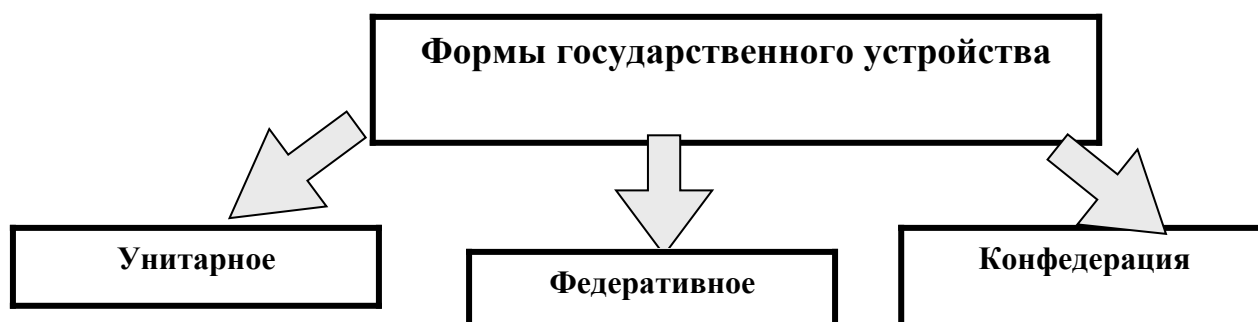 Формы государственного устройства
Унитарное
Федеративное
Конфедерация